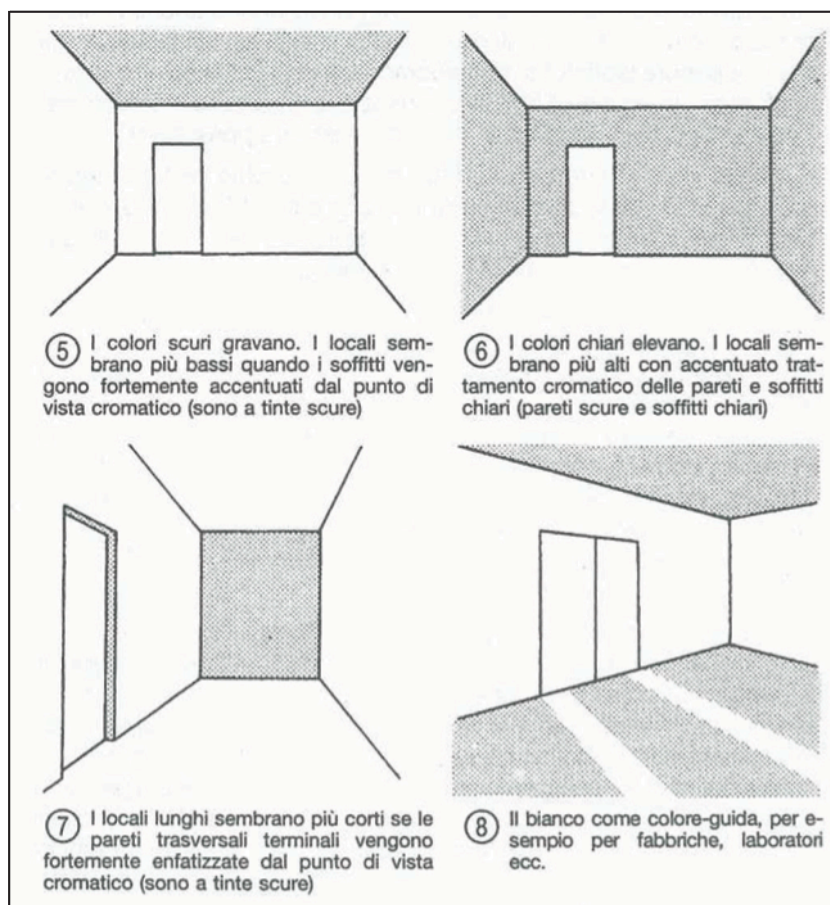 5 I colori scuri gravano. I locali sem-
brano più bassi quando i soffitti ven-
gono fortemente accentuati dal punto di
vista cromatico (sono a tinte scure)
6 I colori chiari elevano. I locali sem-
brano più alti con accentuato trat-
tamento cromatico delle pareti e soffitti
chiari (pareti scure e soffitti chiari)
7 I locali lunghi sembrano più corti se le
pareti trasversali terminali vengono
fortemente enfatizzate dal punto di vista
cromatico (sono a tinte scure)
8 Il bianco come colore-guida, per e-
sempio per fabbriche, laboratori
ecc.